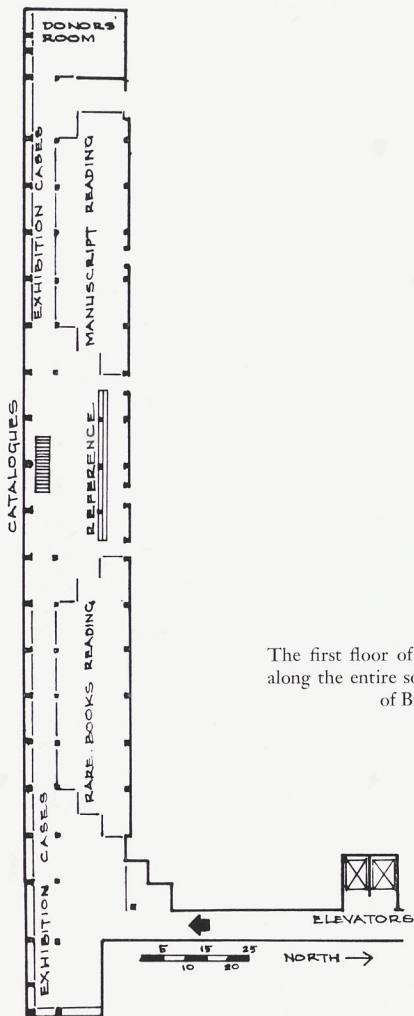 DONORS'
ROOM
EXHIBITION CASES
MANUSCRIPT READING
CATALOGUES
REFERENCE
RARE BOOKS READING
The first floor of
along the entire so
of B
EXHIBITION CASES
ELEVATORS
5 15 25
10 20
NORTH →